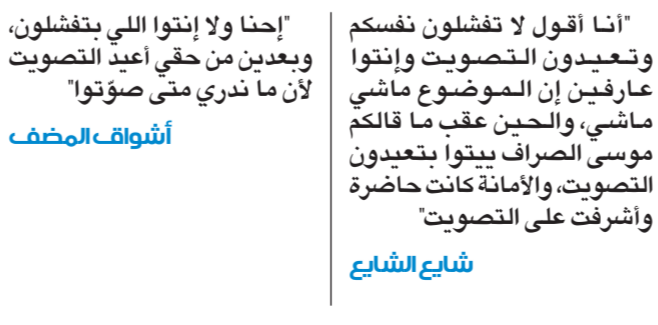 "أنا أقول لا تفشلون نفسكم
وتعيدون التصويت وإنتوا
عارفين إن الموضوع ماشي
ماشي، والحين عقب ما قالكم
موسى الصراف ييتوا بتعيدون
التصويت، والأمانة كانت حاضرة
وأشرفت على التصويت"
شايع الشايع
"إحنا ولا إنتوا اللي بتفشلون،
وبعدين من حقي أعيد التصويت
لأن ما ندري متى صوّتوا"
أشواق المضف